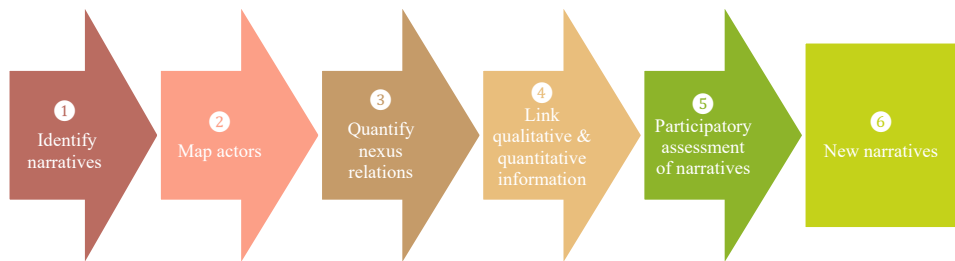 1
Identify
narratives
2
Map actors
3
Quantify
nexus
relations
4
Link
qualitative &
quantitative
information
5
Participatory
assessment
of narratives
6
New narratives